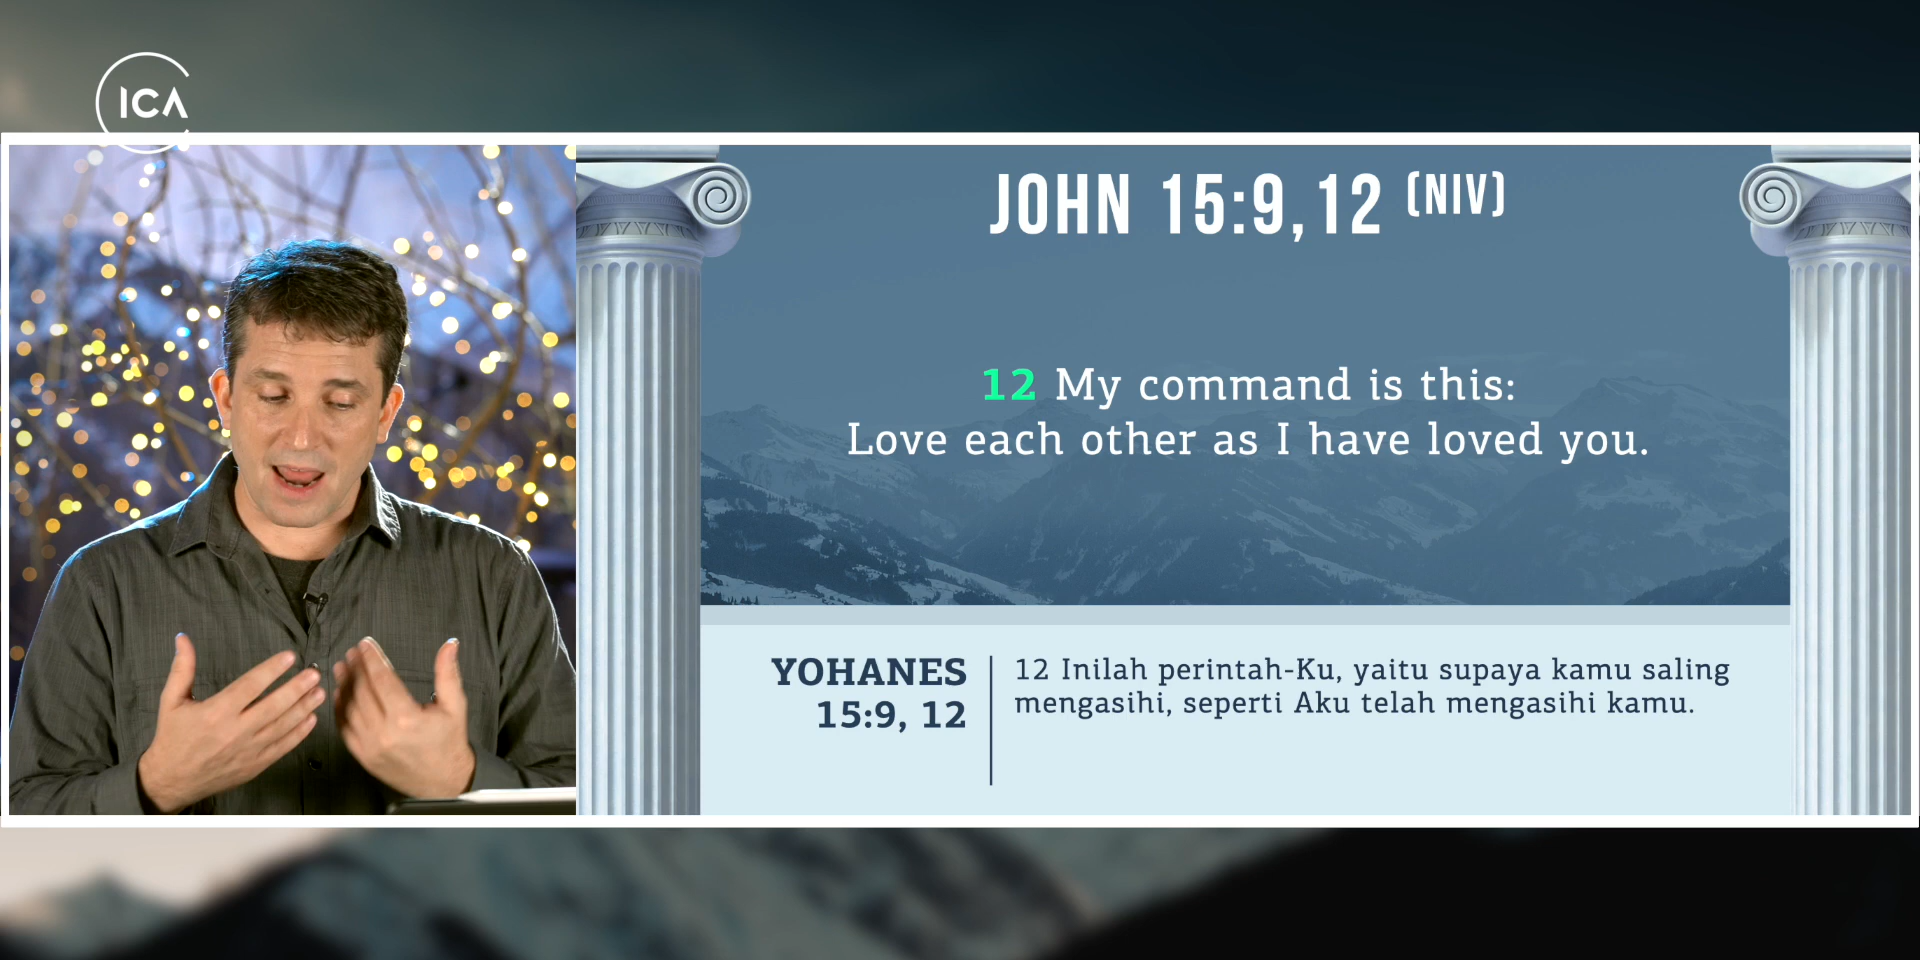 ICA
JOHN 15:9,12 (NIV)
12 My command is this:
Love each other as I have loved you.
YOHANES
15:9, 12
12 Inilah perintah-Ku, yaitu supaya kamu saling
mengasihi, seperti Aku telah mengasihi kamu.